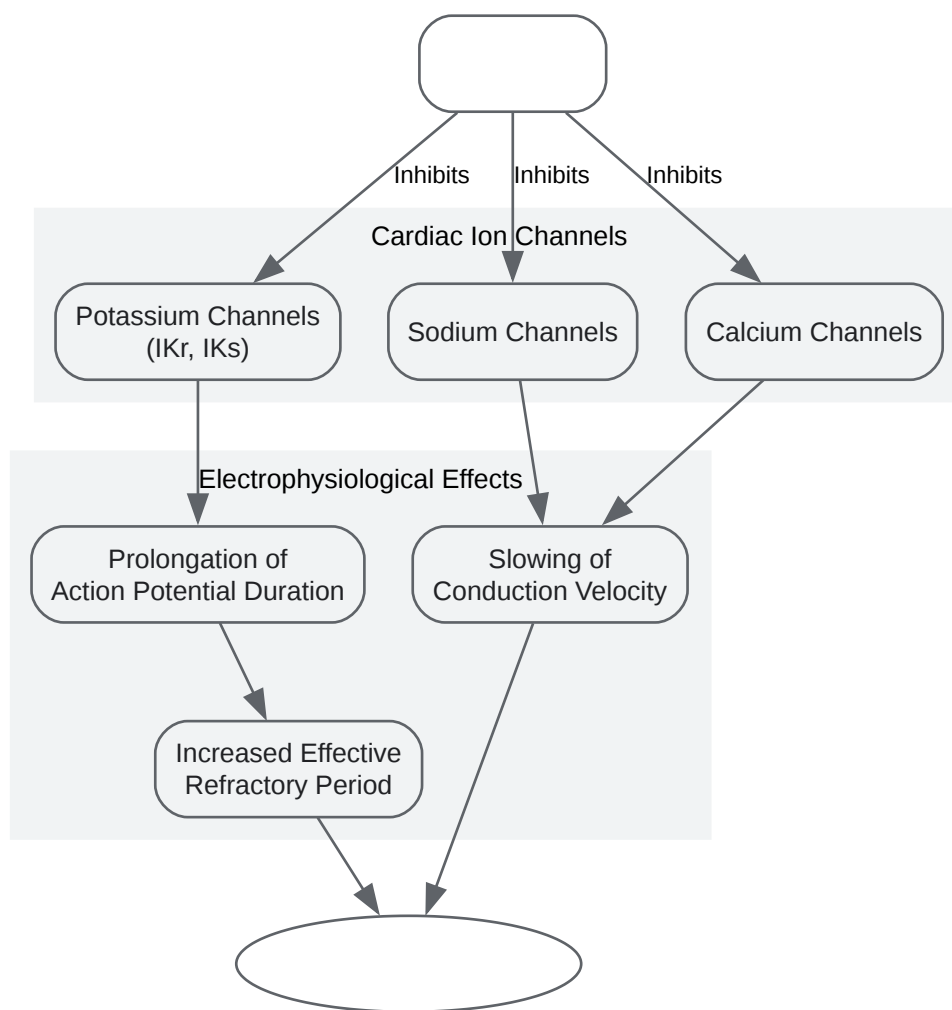 Inhibits
Inhibits
Inhibits
Cardiac Ion Channels
Potassium Channels
(IKr, IKs)
Sodium Channels
Calcium Channels
Electrophysiological Effects
Prolongation of
Action Potential Duration
Slowing of
Conduction Velocity
Increased Effective
Refractory Period